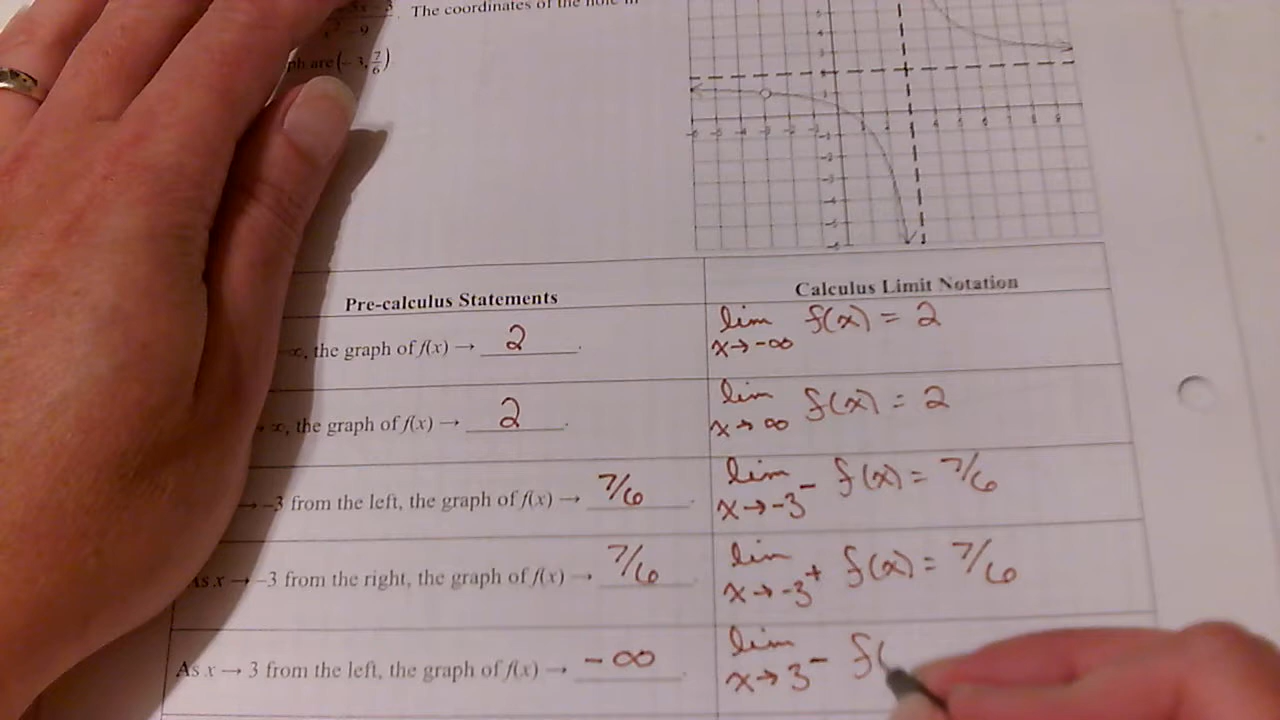 The coordinates of the hole in
− 9
ph are (− 3, 7/6)
Pre-calculus Statements
Calculus Limit Notation
−∞, the graph of f(x) → 2 .
lim f(x) = 2
x→-∞
→ ∞, the graph of f(x) → 2 .
lim f(x) = 2
x→ ∞
→ −3 from the left, the graph of f(x) → 7/6 .
lim f(x) = 7/6
x→-3⁻
As x → −3 from the right, the graph of f(x) → 7/6 .
lim f(x) = 7/6
x→-3⁺
As x → 3 from the left, the graph of f(x) → -∞ .
lim f(
x→3⁻